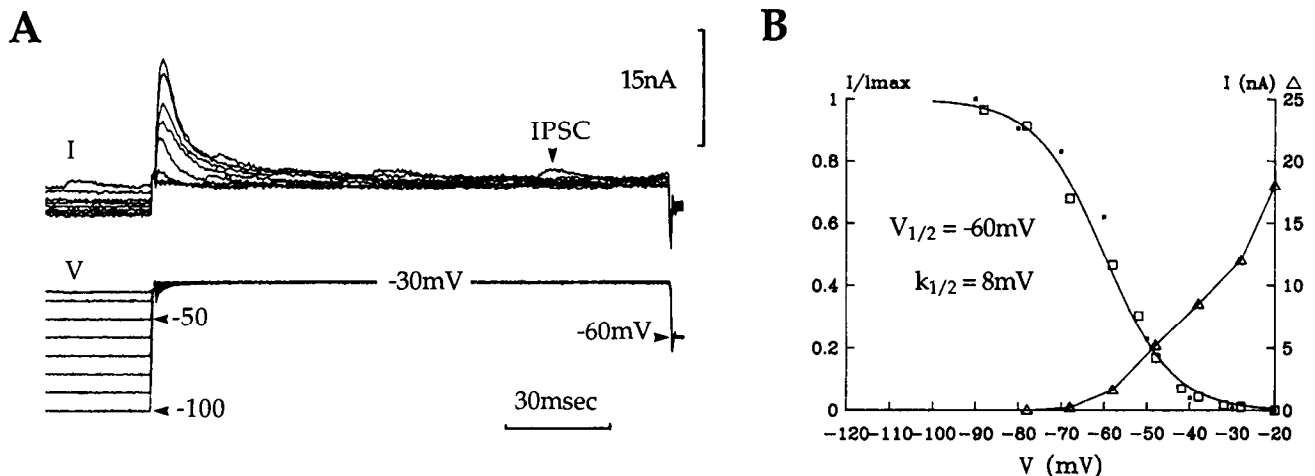 A
15nA
I
IPSC
V
-30mV
-50
-60mV
-100
30msec
B
I/Imax
I (nA) △
1
0.8
0.6
0.4
0.2
0
25
20
15
10
5
0
V1/2 = -60mV
k1/2 = 8mV
-120 -110 -100 -90 -80 -70 -60 -50 -40 -30 -20
V (mV)